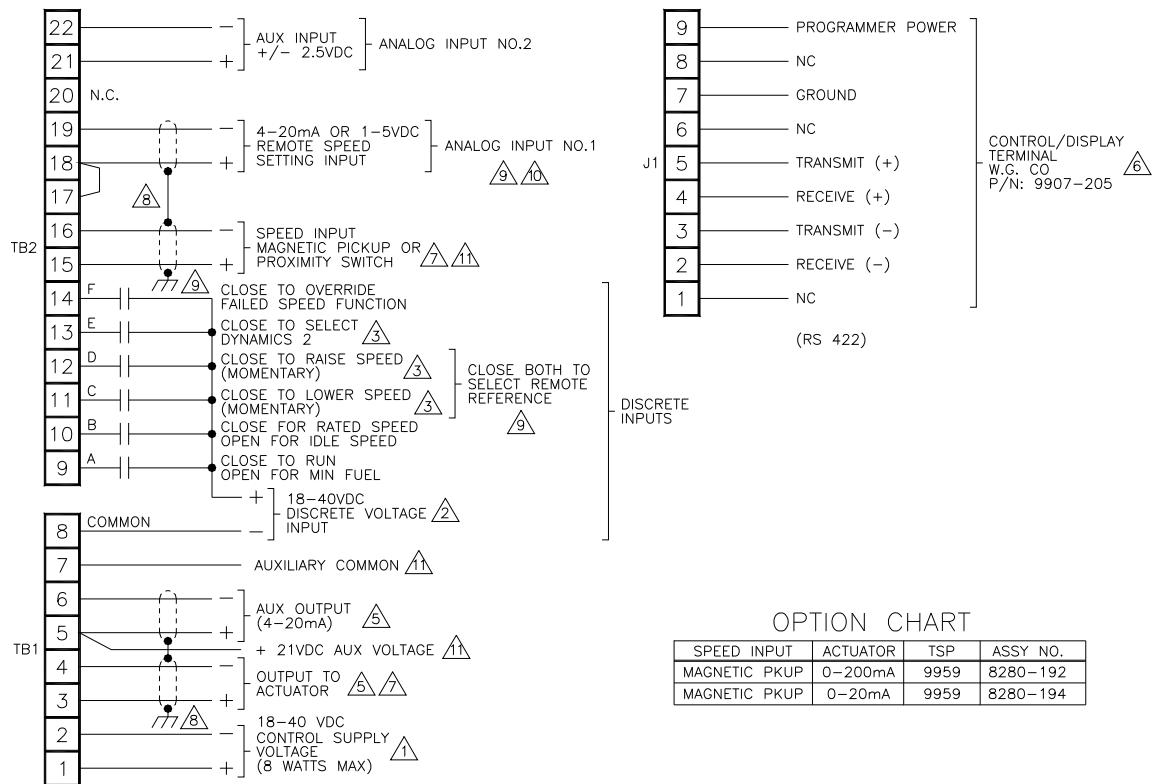 22
−
AUX INPUT
+/− 2.5VDC
ANALOG INPUT NO.2
21
+
20 N.C.
19
−
4−20mA OR 1−5VDC
REMOTE SPEED
SETTING INPUT
ANALOG INPUT NO.1
18
+
9 10
17
8
16
−
SPEED INPUT
MAGNETIC PICKUP OR
PROXIMITY SWITCH
7 11
TB2
15
+
9
14 F
CLOSE TO OVERRIDE
FAILED SPEED FUNCTION
13 E
CLOSE TO SELECT
DYNAMICS 2
3
12 D
CLOSE TO RAISE SPEED
(MOMENTARY)
3
11 C
CLOSE TO LOWER SPEED
(MOMENTARY)
3
CLOSE BOTH TO
SELECT REMOTE
REFERENCE
9
10 B
CLOSE FOR RATED SPEED
OPEN FOR IDLE SPEED
9 A
CLOSE TO RUN
OPEN FOR MIN FUEL
DISCRETE
INPUTS
+
18−40VDC
DISCRETE VOLTAGE
INPUT
2
8 COMMON
−
7
AUXILIARY COMMON 11
6
−
AUX OUTPUT
(4−20mA)
5
5
+
TB1
+ 21VDC AUX VOLTAGE 11
4
−
OUTPUT TO
ACTUATOR
5 7
3
+
8
2
−
18−40 VDC
CONTROL SUPPLY
VOLTAGE
(8 WATTS MAX)
1
1
+
9 PROGRAMMER POWER
8 NC
7 GROUND
6 NC
J1
5 TRANSMIT (+)
4 RECEIVE (+)
3 TRANSMIT (−)
2 RECEIVE (−)
1 NC
(RS 422)
CONTROL/DISPLAY
TERMINAL
W.G. CO
P/N: 9907−205
6
OPTION CHART
SPEED INPUT ACTUATOR TSP ASSY NO.
MAGNETIC PKUP 0−200mA 9959 8280−192
MAGNETIC PKUP 0−20mA 9959 8280−194